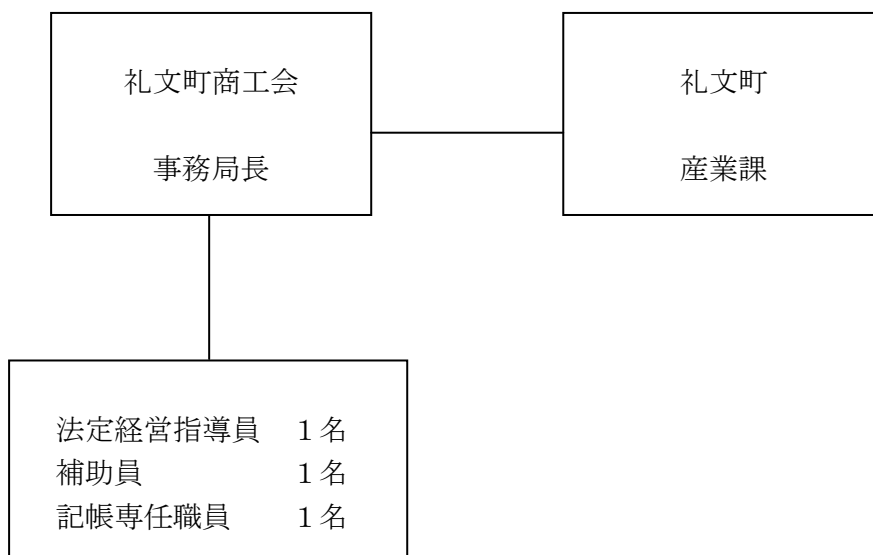 礼文町商工会
事務局長
礼文町
産業課
法定経営指導員　１名
補助員　１名
記帳専任職員　１名